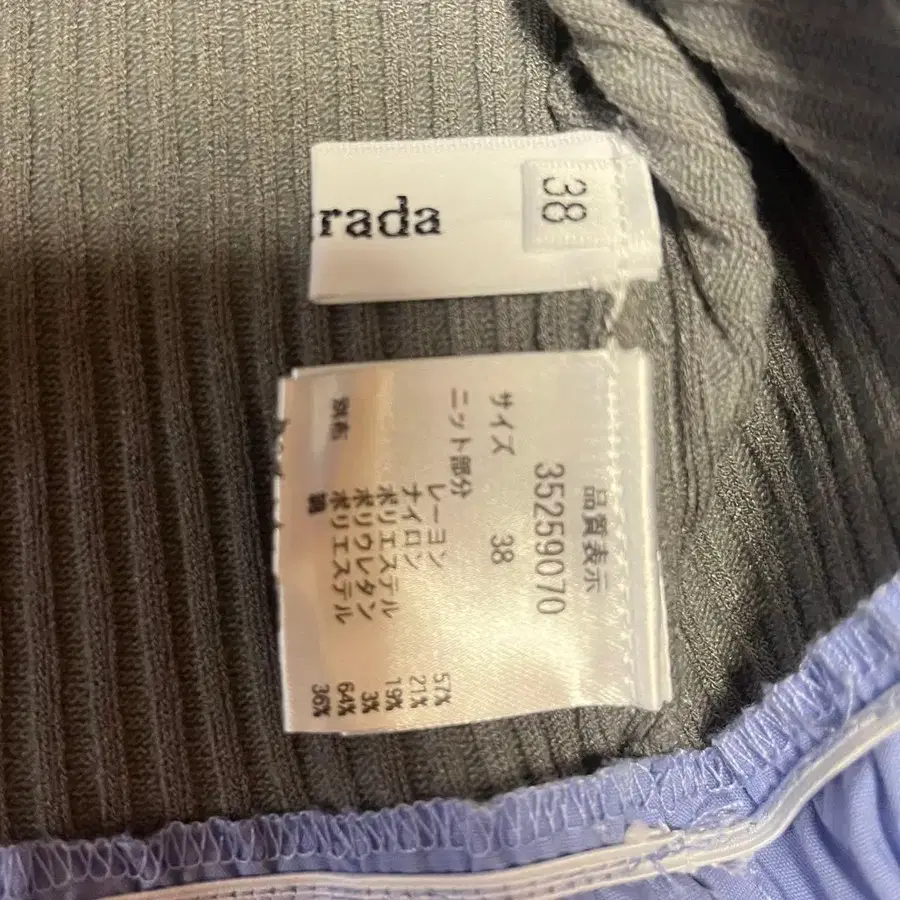 rada
38
品質表示
35259070
サイズ 38
ニット部分
レーヨン 57%
ナイロン 21%
ポリエステル 19%
ポリウレタン 3%
別布 ポリエステル 64%
綿 36%